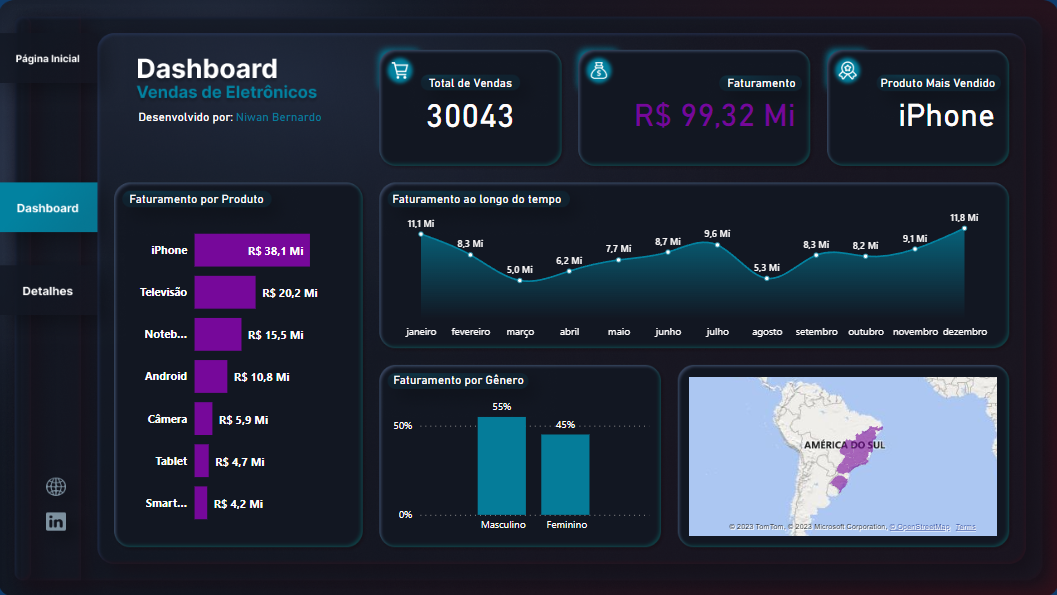 Página Inicial
Dashboard
Detalhes
Dashboard
Vendas de Eletrônicos
Desenvolvido por: Niwan Bernardo
Total de Vendas
30043
Faturamento
R$ 99,32 Mi
Produto Mais Vendido
iPhone
Faturamento por Produto
iPhone R$ 38,1 Mi
Televisão R$ 20,2 Mi
Noteb... R$ 15,5 Mi
Android R$ 10,8 Mi
Câmera R$ 5,9 Mi
Tablet R$ 4,7 Mi
Smart... R$ 4,2 Mi
Faturamento ao longo do tempo
11,1 Mi 8,3 Mi 5,0 Mi 6,2 Mi 7,7 Mi 8,7 Mi 9,6 Mi 5,3 Mi 8,3 Mi 8,2 Mi 9,1 Mi 11,8 Mi
janeiro fevereiro março abril maio junho julho agosto setembro outubro novembro dezembro
Faturamento por Gênero
55%
45%
50%
0%
Masculino Feminino
AMÉRICA DO SUL
© 2023 TomTom, © 2023 Microsoft Corporation, © OpenStreetMap Terms
in